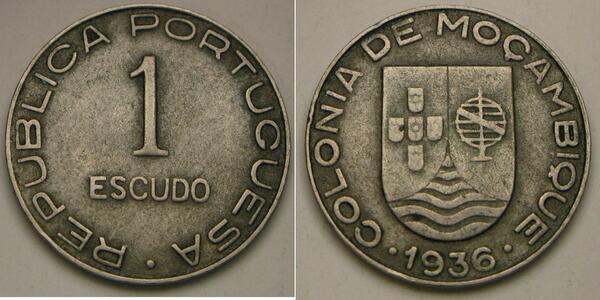 REPUBLICA PORTUGUESA
1
ESCUDO
COLONIA DE MOÇAMBIQUE
1936